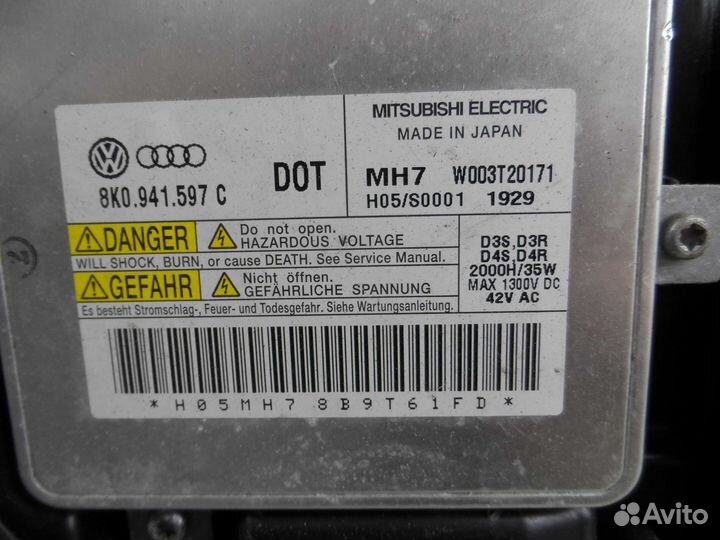 MITSUBISHI ELECTRIC
MADE IN JAPAN
8K0.941.597 C
DOT
MH7 W003T20171
H05/S0001 1929
DANGER
Do not open.
HAZARDOUS VOLTAGE
WILL SHOCK, BURN, or cause DEATH. See Service Manual.
GEFAHR
Nicht öffnen.
GEFÄHRLICHE SPANNUNG
Es besteht Stromschlag-, Feuer- und Todesgefahr. Siehe Wartungsanleitung.
D3S,D3R
D4S,D4R
2000H/35W
MAX 1300V DC
42V AC
*H05MH78B9T61FD*
2
Avito